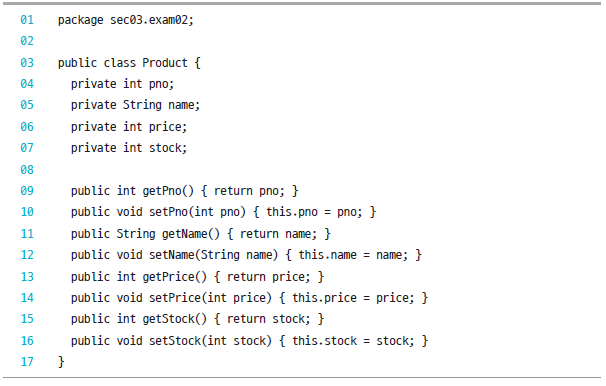 01 package sec03.exam02;
02
03 public class Product {
04 private int pno;
05 private String name;
06 private int price;
07 private int stock;
08
09 public int getPno() { return pno; }
10 public void setPno(int pno) { this.pno = pno; }
11 public String getName() { return name; }
12 public void setName(String name) { this.name = name; }
13 public int getPrice() { return price; }
14 public void setPrice(int price) { this.price = price; }
15 public int getStock() { return stock; }
16 public void setStock(int stock) { this.stock = stock; }
17 }